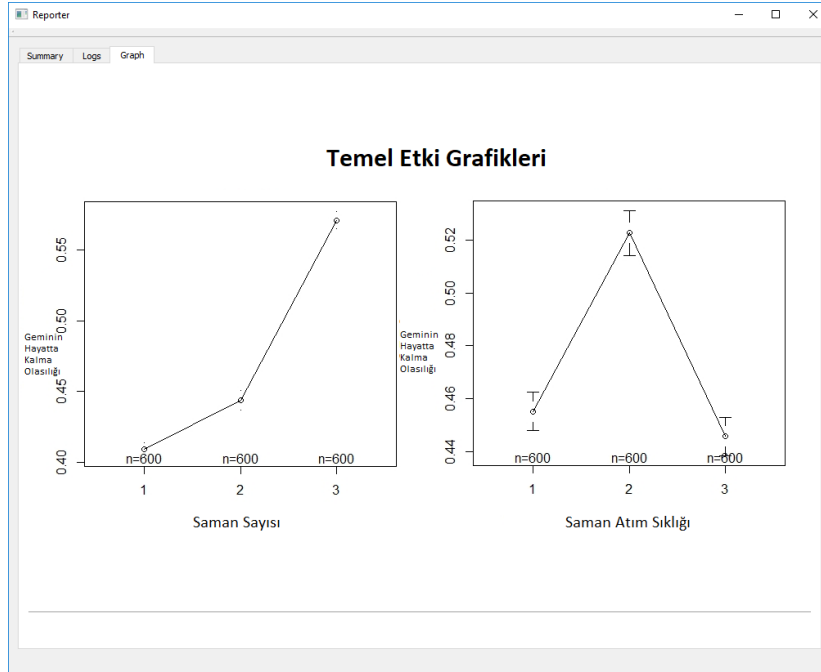 Reporter
Summary Logs Graph
Temel Etki Grafikleri
0.55
0.50
0.45
0.40
Geminin
Hayatta
Kalma
Olasılığı
n=600 n=600 n=600
1 2 3
Saman Sayısı
0.52
0.50
0.48
0.46
0.44
Geminin
Hayatta
Kalma
Olasılığı
n=600 n=600 n=600
1 2 3
Saman Atım Sıklığı